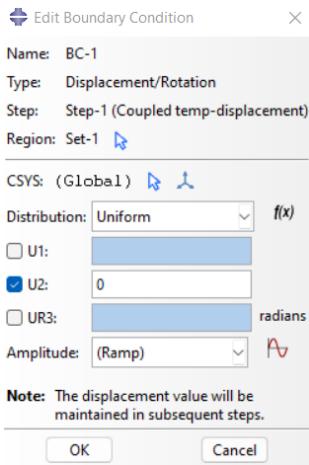 Edit Boundary Condition
Name: BC-1
Type: Displacement/Rotation
Step: Step-1 (Coupled temp-displacement)
Region: Set-1
CSYS: (Global)
Distribution: Uniform f(x)
U1:
U2: 0
UR3: radians
Amplitude: (Ramp)
Note: The displacement value will be
maintained in subsequent steps.
OK Cancel